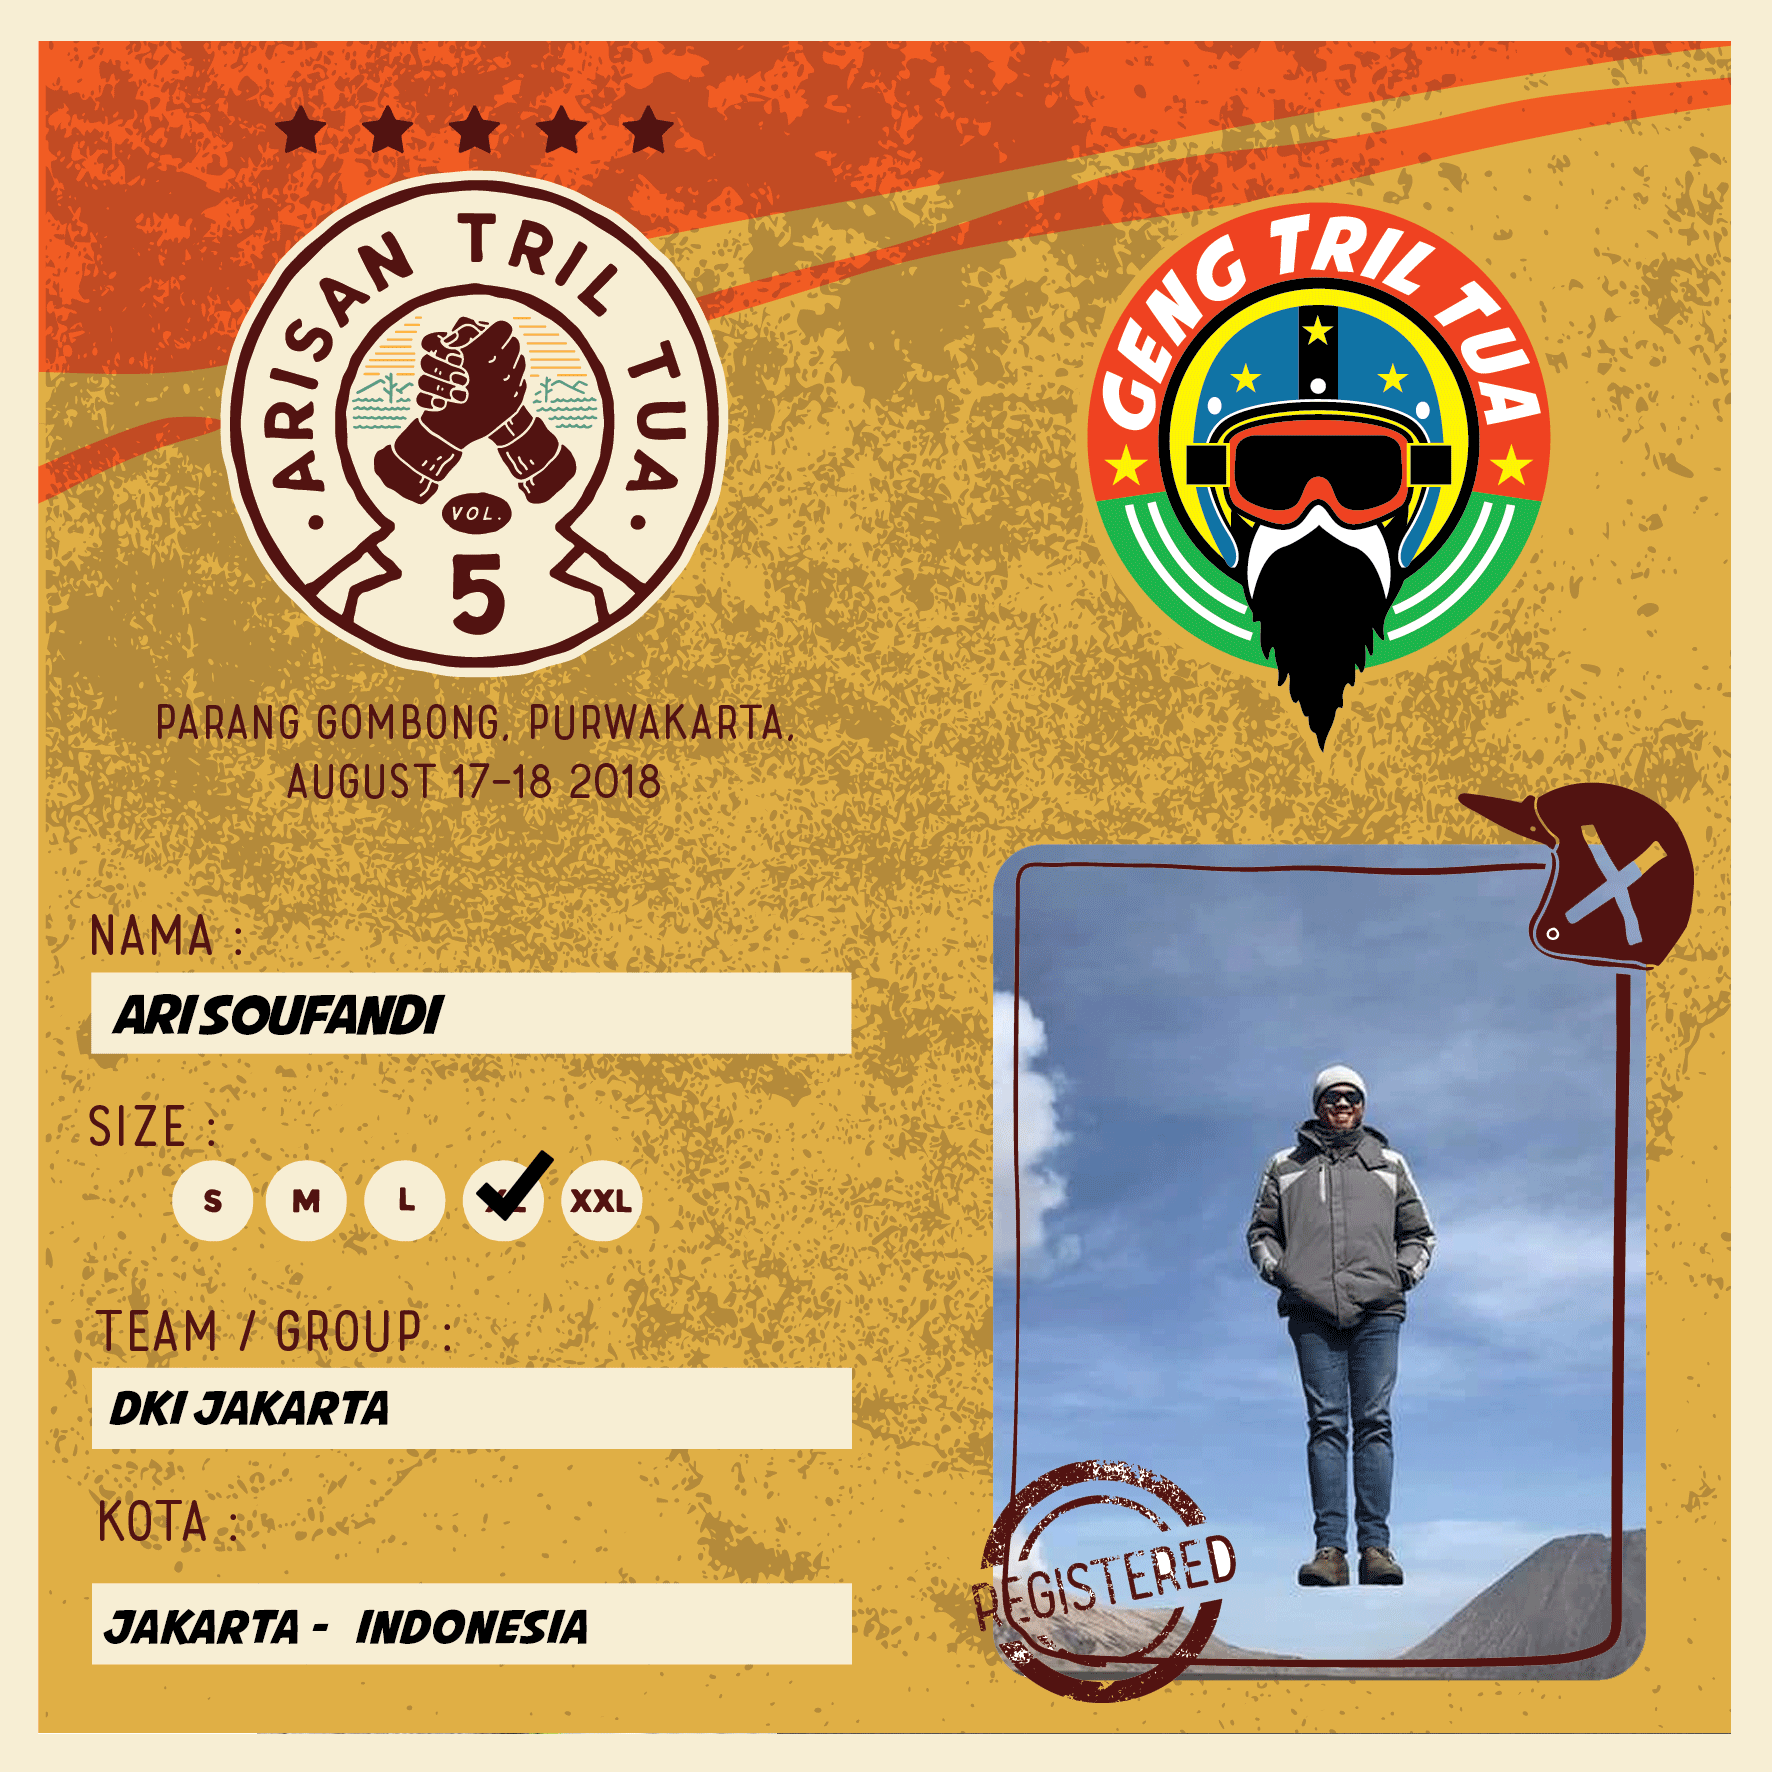 ARISAN TRIL TUA
VOL.
5
GENG TRIL TUA
PARANG GOMBONG, PURWAKARTA,
AUGUST 17-18 2018
NAMA :
ARI SOUFANDI
SIZE :
S M L XL XXL
TEAM / GROUP :
DKI JAKARTA
KOTA :
JAKARTA - INDONESIA
REGISTERED